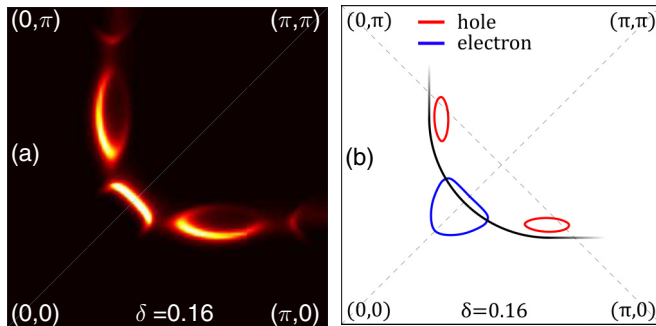 (0,π) (π,π)
(a)
(0,0) δ =0.16 (π,0)
(0,π) hole (π,π)
electron
(b)
(0,0) δ=0.16 (π,0)